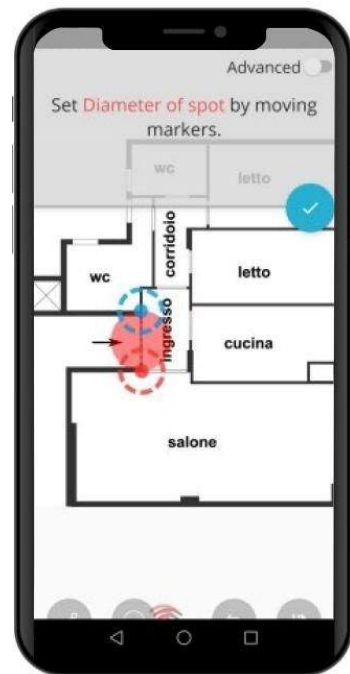 Advanced
Set Diameter of spot by moving
markers.
wc
letto
corridoio
wc
letto
ingresso
cucina
salone